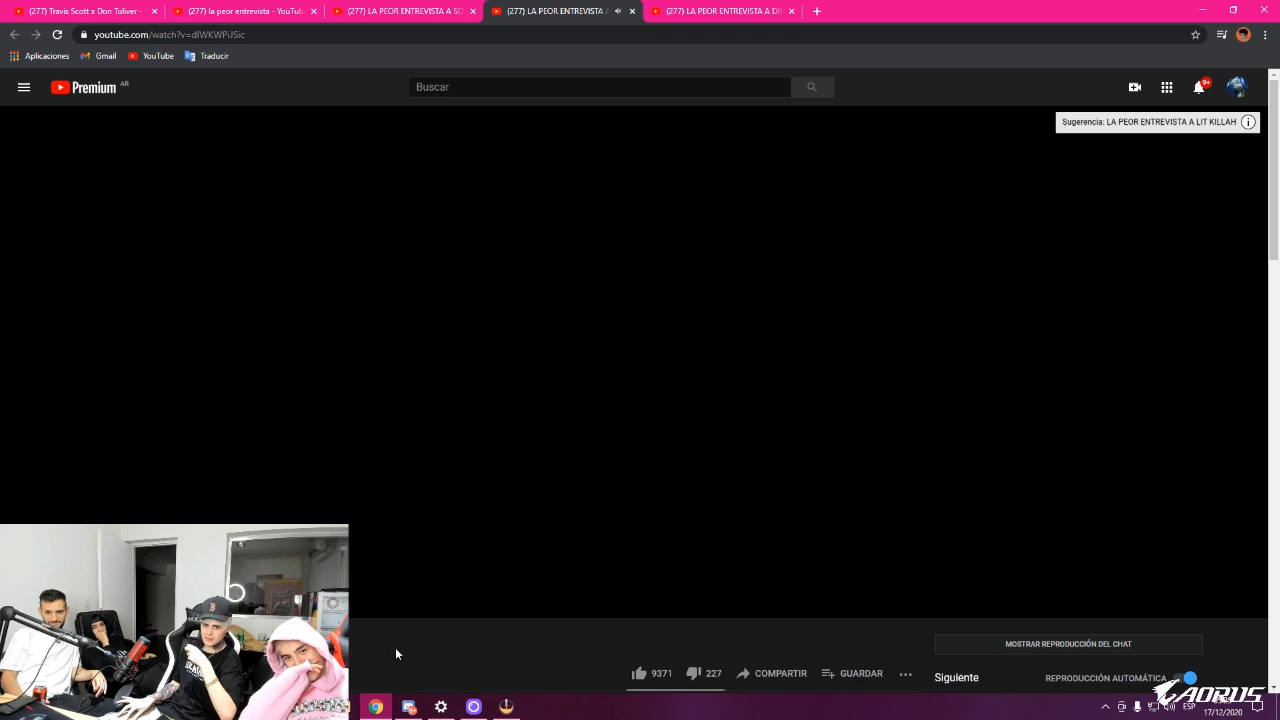 (277) Travis Scott x Don Toliver -
(277) la peor entrevista - YouTub
(277) LA PEOR ENTREVISTA A SO
(277) LA PEOR ENTREVISTA A
(277) LA PEOR ENTREVISTA A DR
youtube.com/watch?v=dIWKWPiJSic
Aplicaciones
Gmail
YouTube
Traducir
Premium AR
Buscar
9+
Sugerencia: LA PEOR ENTREVISTA A LIT KILLAH
MOSTRAR REPRODUCCIÓN DEL CHAT
9371
227
COMPARTIR
GUARDAR
Siguiente
REPRODUCCIÓN AUTOMÁTICA
AORUS
ESP
17/12/2020